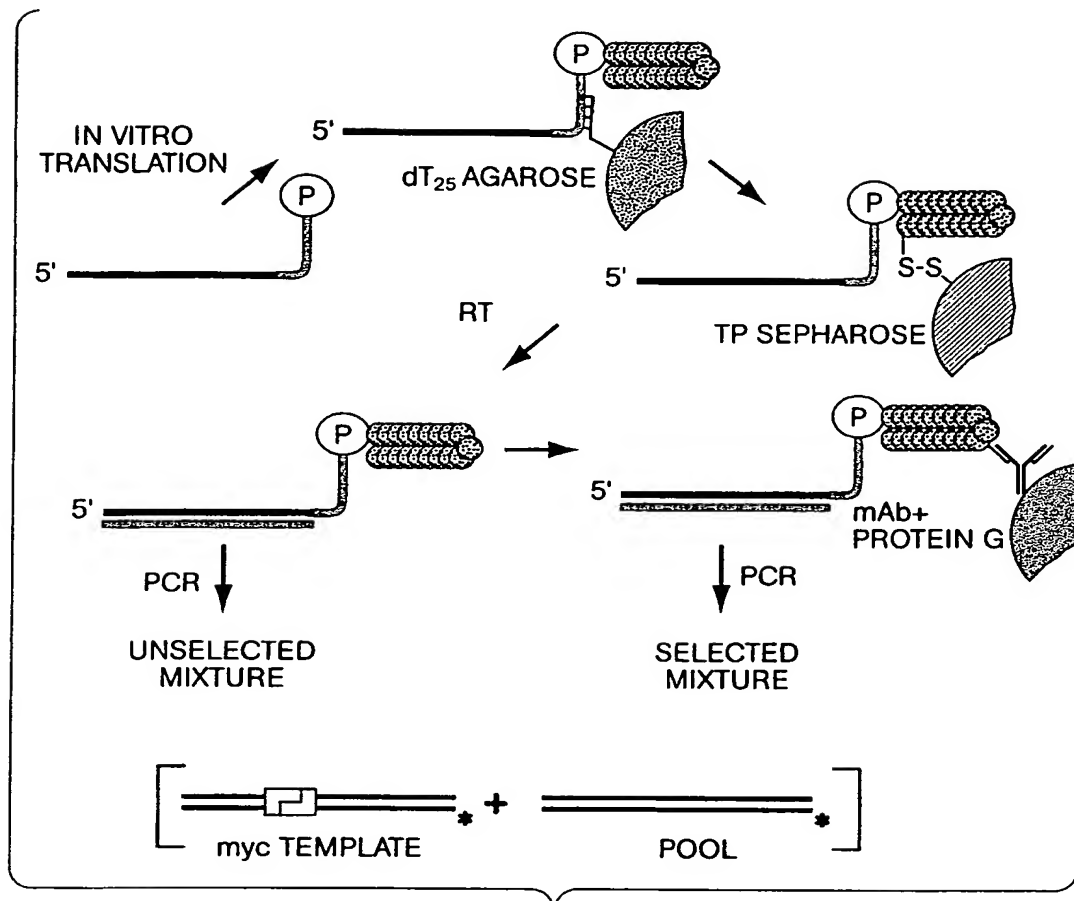 P
IN VITRO
TRANSLATION
5'
dT₂₅ AGAROSE
P
5'
P
5'
S-S
RT
TP SEPHAROSE
P
5'
P
5'
mAb+
PROTEIN G
PCR
PCR
UNSELECTED
MIXTURE
SELECTED
MIXTURE
* + *
myc TEMPLATE
POOL